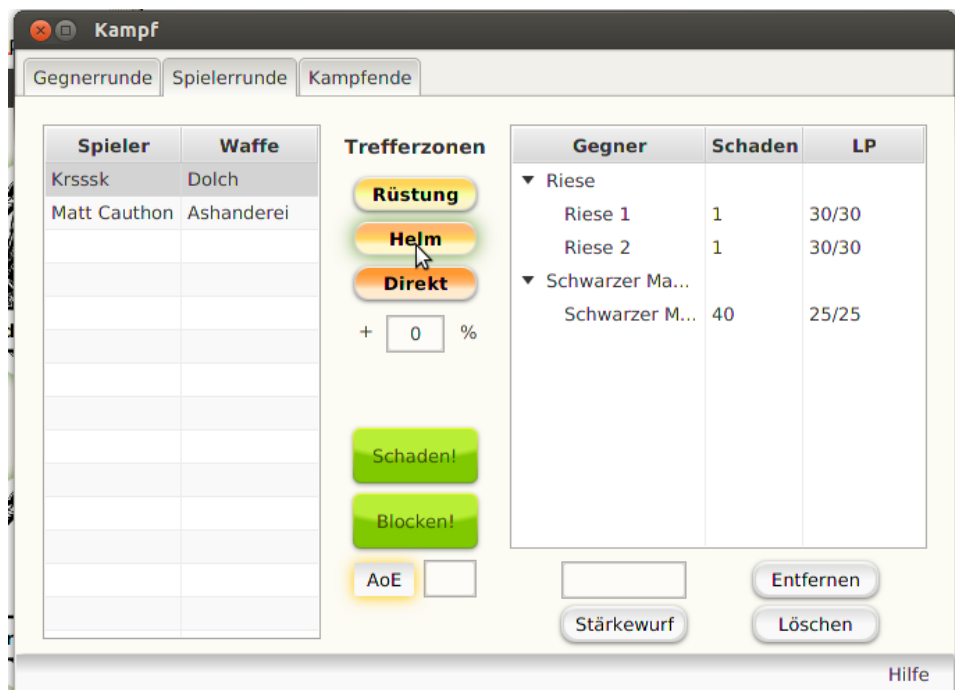 Kampf
Gegnerrunde Spielerrunde Kampfende
Spieler Waffe
Krsssk Dolch
Matt Cauthon Ashanderei
Trefferzonen
Rüstung
Helm
Direkt
+ 0 %
Schaden!
Blocken!
AoE
Gegner Schaden LP
Riese
Riese 1 1 30/30
Riese 2 1 30/30
Schwarzer Ma...
Schwarzer M... 40 25/25
Entfernen
Stärkewurf Löschen
Hilfe